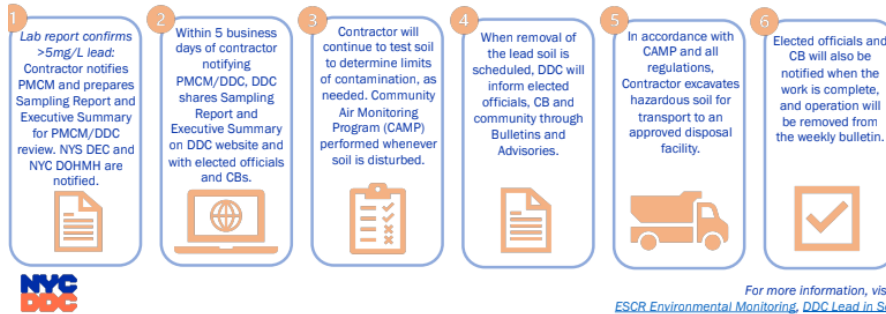 1
Lab report confirms
>5mg/L lead:
Contractor notifies
PMCM and prepares
Sampling Report and
Executive Summary
for PMCM/DDC
review. NYS DEC and
NYC DOHMH are
notified.
2
Within 5 business
days of contractor
notifying
PMCM/DDC, DDC
shares Sampling
Report and
Executive Summary
on DDC website and
with elected officials
and CBs.
3
Contractor will
continue to test soil
to determine limits
of contamination, as
needed. Community
Air Monitoring
Program (CAMP)
performed whenever
soil is disturbed.
4
When removal of
the lead soil is
scheduled, DDC will
inform elected
officials, CB and
community through
Bulletins and
Advisories.
5
In accordance with
CAMP and all
regulations,
Contractor excavates
hazardous soil for
transport to an
approved disposal
facility.
6
Elected officials and
CB will also be
notified when the
work is complete,
and operation will
be removed from
the weekly bulletin.
NYC
DDC
For more information, vis
ESCR Environmental Monitoring, DDC Lead in S